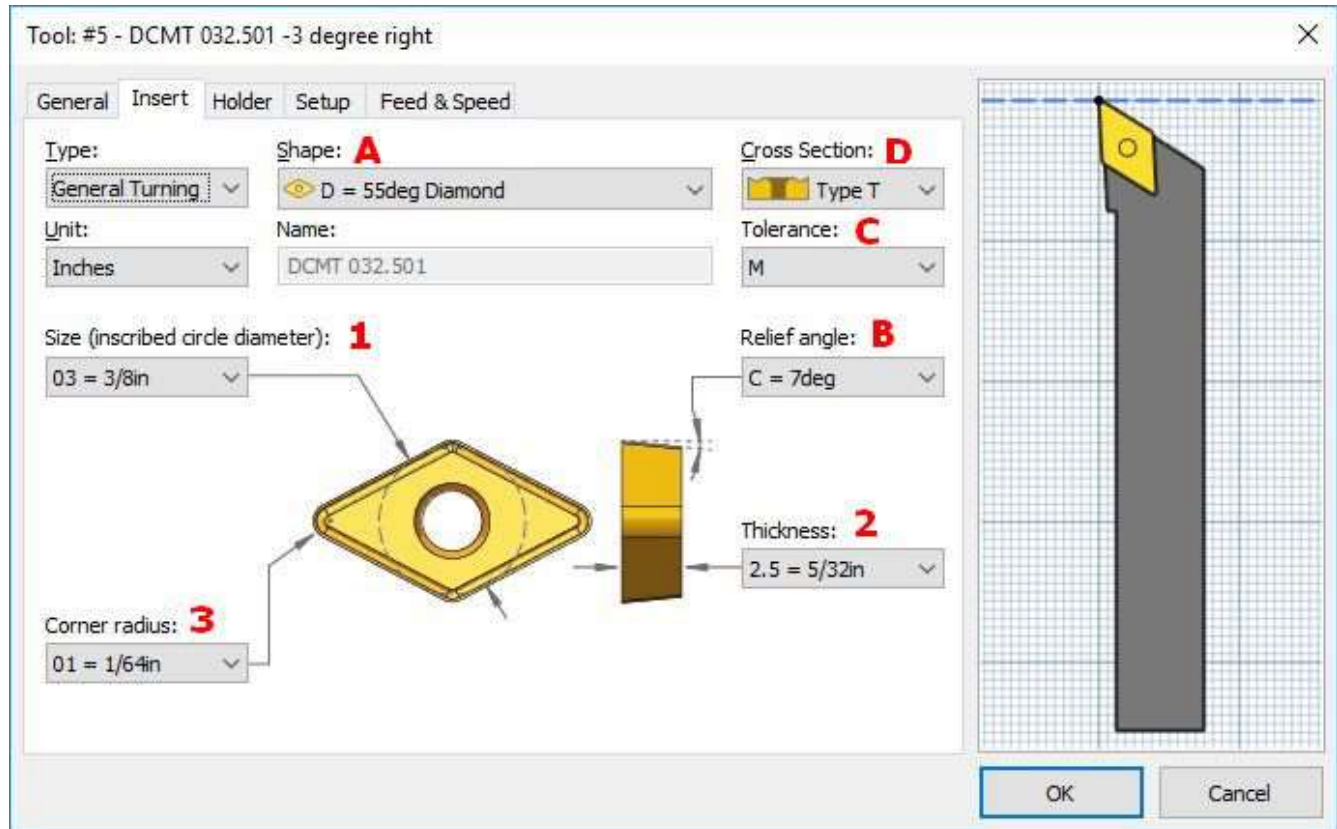 Tool: #5 - DCMT 032.501 -3 degree right
General Insert Holder Setup Feed & Speed
Type: Shape: A Cross Section: D
General Turning D = 55deg Diamond Type T
Unit: Name: Tolerance: C
Inches DCMT 032.501 M
Size (inscribed circle diameter): 1 Relief angle: B
03 = 3/8in C = 7deg
Thickness: 2
2.5 = 5/32in
Corner radius: 3
01 = 1/64in
OK Cancel